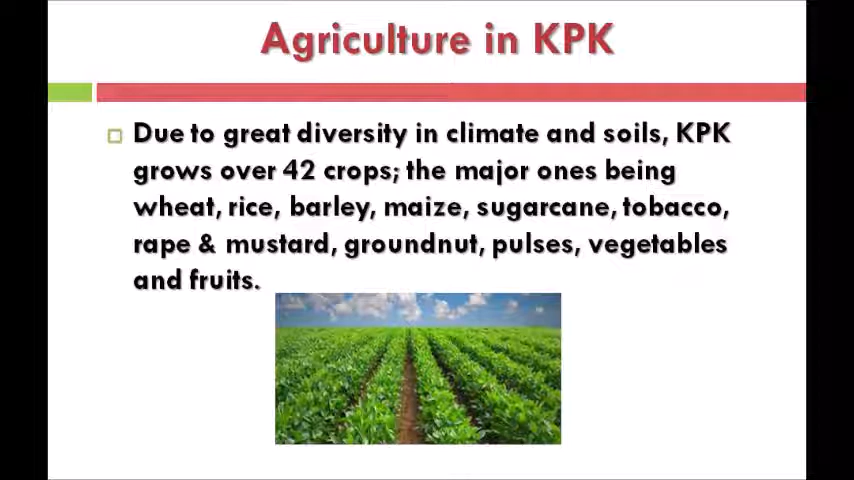 Agriculture in KPK
Due to great diversity in climate and soils, KPK
grows over 42 crops; the major ones being
wheat, rice, barley, maize, sugarcane, tobacco,
rape & mustard, groundnut, pulses, vegetables
and fruits.